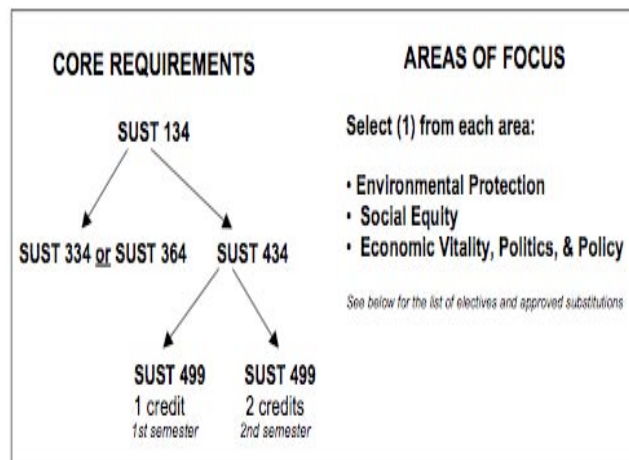 CORE REQUIREMENTS
SUST 134
SUST 334 or SUST 364
SUST 434
SUST 499
1 credit
1st semester
SUST 499
2 credits
2nd semester
AREAS OF FOCUS
Select (1) from each area:
• Environmental Protection
• Social Equity
• Economic Vitality, Politics, & Policy
See below for the list of electives and approved substitutions